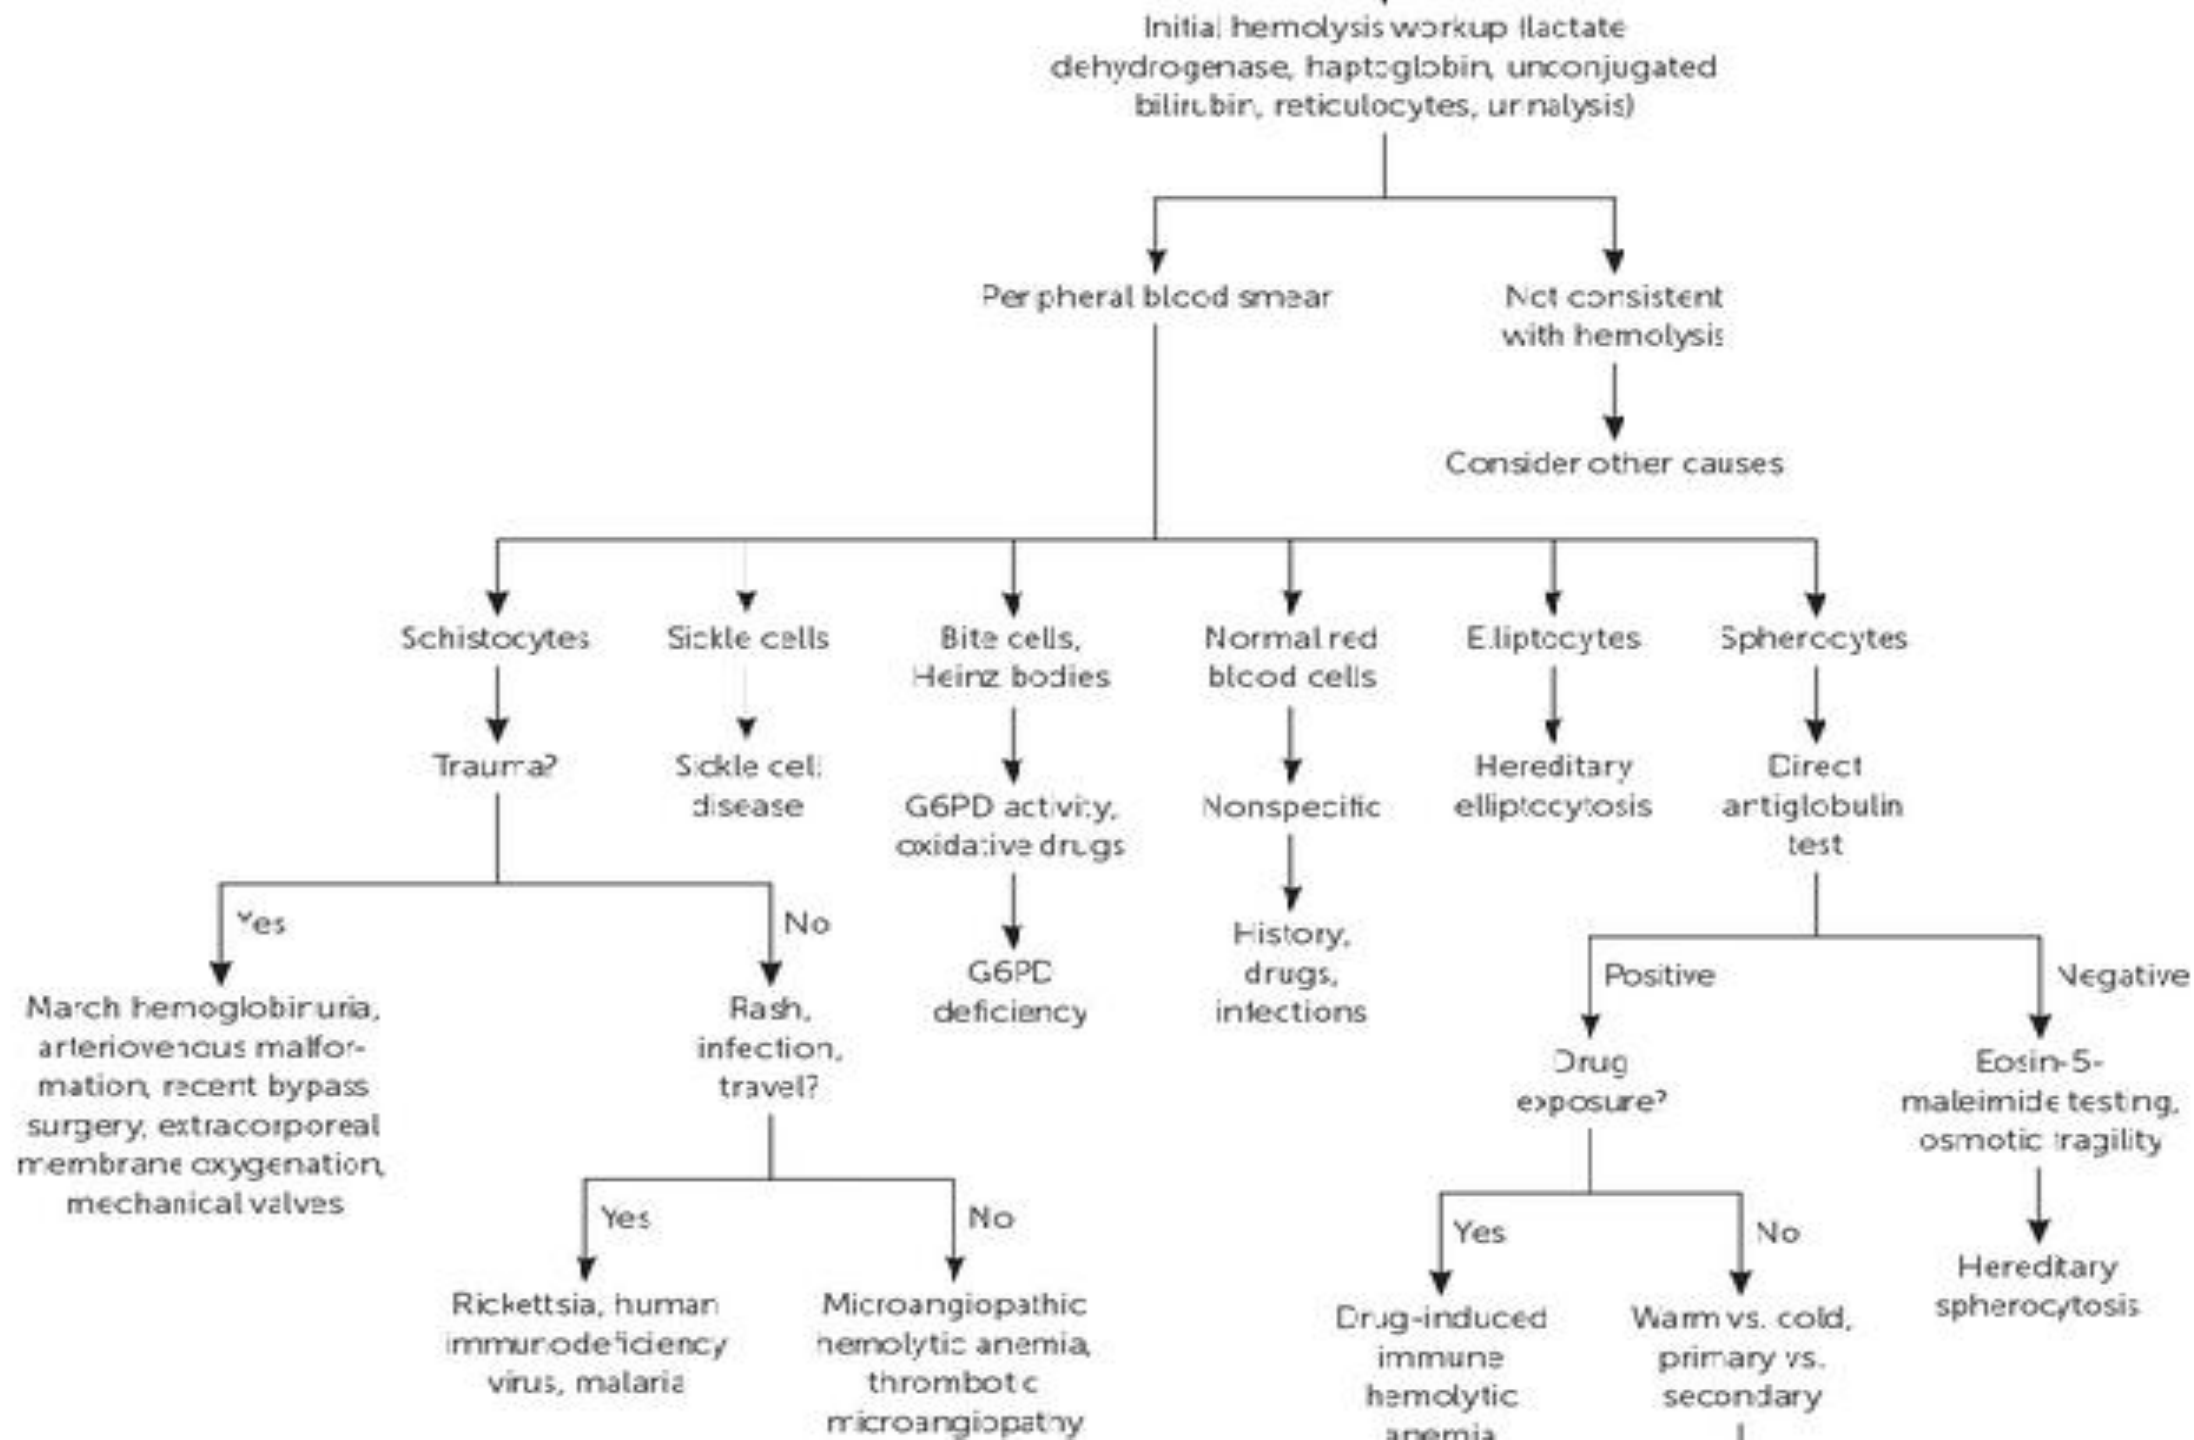 Initial hemolysis workup (lactate
dehydrogenase, haptoglobin, unconjugated
bilirubin, reticulocytes, urinalysis)
Peripheral blood smear
Not consistent
with hemolysis
Consider other causes
Schistocytes
Sickle cells
Bite cells,
Heinz bodies
Normal red
blood cells
Elliptocytes
Spherocytes
Trauma?
Sickle cell
disease
G6PD activity,
oxidative drugs
Nonspecific
Hereditary
elliptocytosis
Direct
antiglobulin
test
Yes
No
G6PD
deficiency
History,
drugs,
infections
Positive
Negative
March hemoglobinuria,
arteriovenous malfor-
mation, recent bypass
surgery, extracorporeal
membrane oxygenation,
mechanical valves
Rash,
infection,
travel?
Drug
exposure?
Eosin-5-
maleimide testing,
osmotic fragility
Yes
No
Yes
No
Hereditary
spherocytosis
Rickettsia, human
immunodeficiency
virus, malaria
Microangiopathic
hemolytic anemia,
thrombotic
microangiopathy
Drug-induced
immune
hemolytic
anemia
Warm vs. cold,
primary vs.
secondary